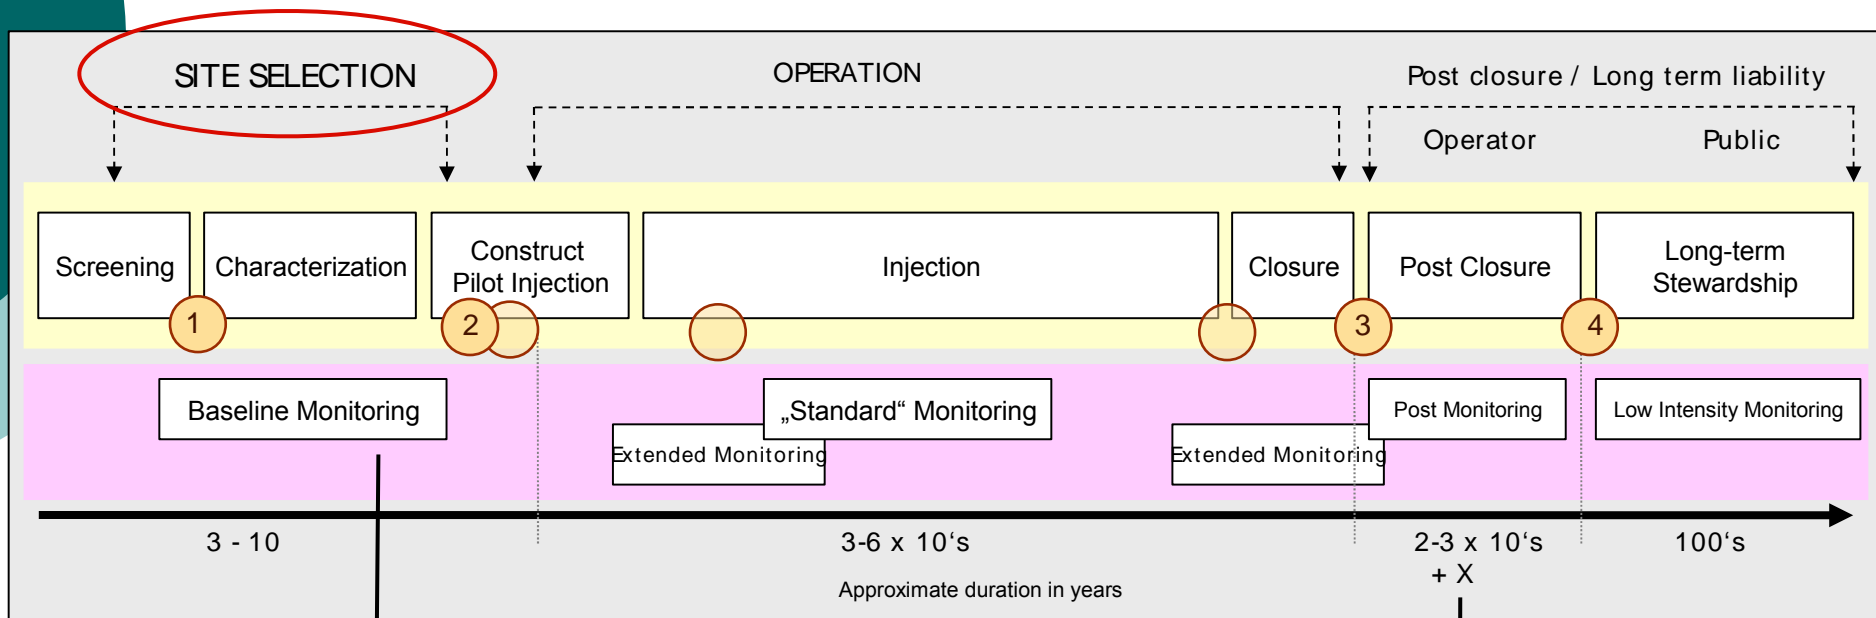 SITE SELECTION
OPERATION
Post closure / Long term liability
Operator
Public
Screening
Characterization
Construct
Pilot Injection
Injection
Closure
Post Closure
Long-term
Stewardship
1
2
3
4
Baseline Monitoring
„Standard“ Monitoring
Post Monitoring
Low Intensity Monitoring
Extended Monitoring
Extended Monitoring
3 - 10
3-6 x 10‘s
2-3 x 10‘s
+ X
100‘s
Approximate duration in years